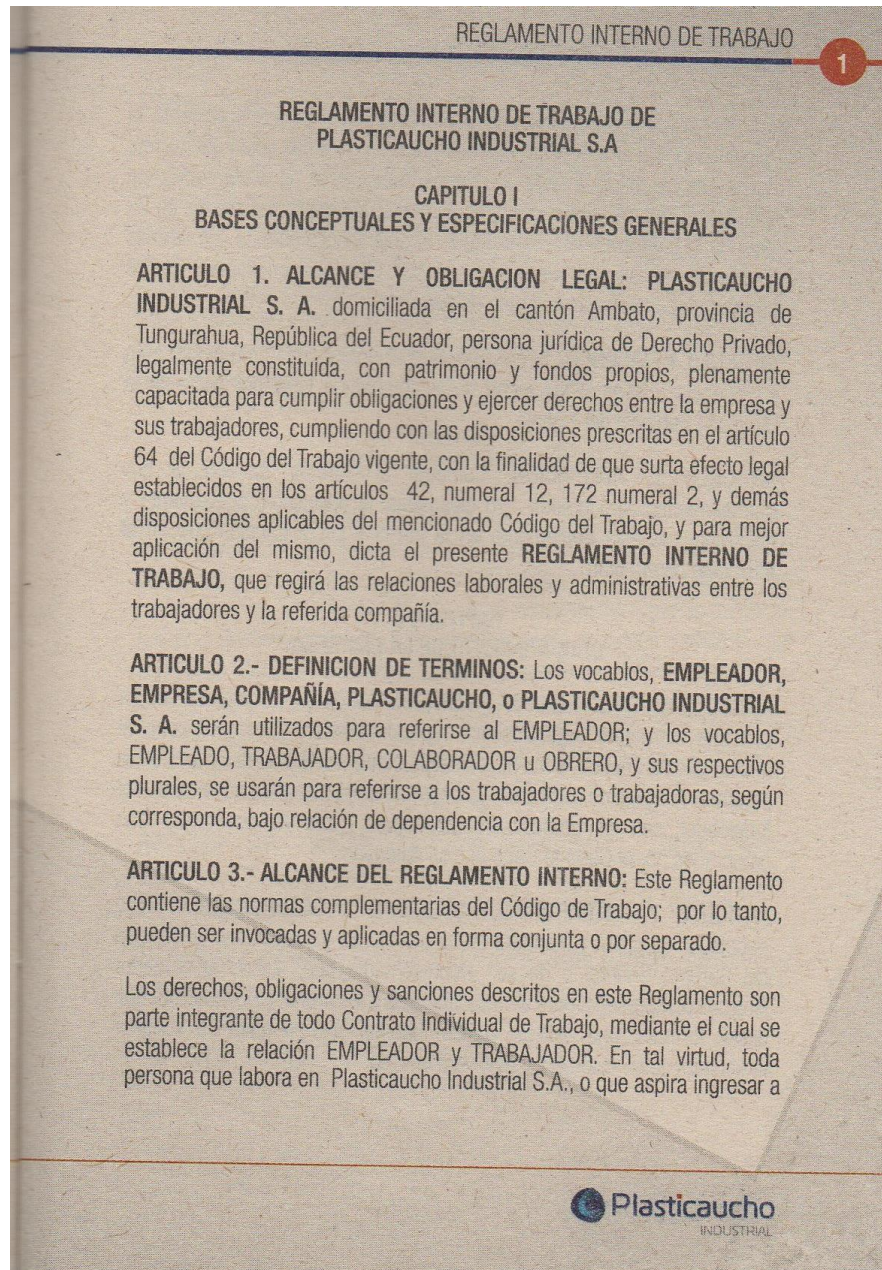 REGLAMENTO INTERNO DE TRABAJO
1
REGLAMENTO INTERNO DE TRABAJO DE
PLASTICAUCHO INDUSTRIAL S.A
CAPITULO I
BASES CONCEPTUALES Y ESPECIFICACIONES GENERALES
ARTICULO 1. ALCANCE Y OBLIGACION LEGAL: PLASTICAUCHO
INDUSTRIAL S. A. domiciliada en el cantón Ambato, provincia de
Tungurahua, República del Ecuador, persona jurídica de Derecho Privado,
legalmente constituida, con patrimonio y fondos propios, plenamente
capacitada para cumplir obligaciones y ejercer derechos entre la empresa y
sus trabajadores, cumpliendo con las disposiciones prescritas en el artículo
64 del Código del Trabajo vigente, con la finalidad de que surta efecto legal
establecidos en los artículos 42, numeral 12, 172 numeral 2, y demás
disposiciones aplicables del mencionado Código del Trabajo, y para mejor
aplicación del mismo, dicta el presente REGLAMENTO INTERNO DE
TRABAJO, que regirá las relaciones laborales y administrativas entre los
trabajadores y la referida compañía.
ARTICULO 2.- DEFINICION DE TERMINOS: Los vocablos, EMPLEADOR,
EMPRESA, COMPAÑÍA, PLASTICAUCHO, o PLASTICAUCHO INDUSTRIAL
S. A. serán utilizados para referirse al EMPLEADOR; y los vocablos,
EMPLEADO, TRABAJADOR, COLABORADOR u OBRERO, y sus respectivos
plurales, se usarán para referirse a los trabajadores o trabajadoras, según
corresponda, bajo relación de dependencia con la Empresa.
ARTICULO 3.- ALCANCE DEL REGLAMENTO INTERNO: Este Reglamento
contiene las normas complementarias del Código de Trabajo; por lo tanto,
pueden ser invocadas y aplicadas en forma conjunta o por separado.
Los derechos, obligaciones y sanciones descritos en este Reglamento son
parte integrante de todo Contrato Individual de Trabajo, mediante el cual se
establece la relación EMPLEADOR y TRABAJADOR. En tal virtud, toda
persona que labora en Plasticaucho Industrial S.A., o que aspira ingresar a
Plasticaucho
INDUSTRIAL